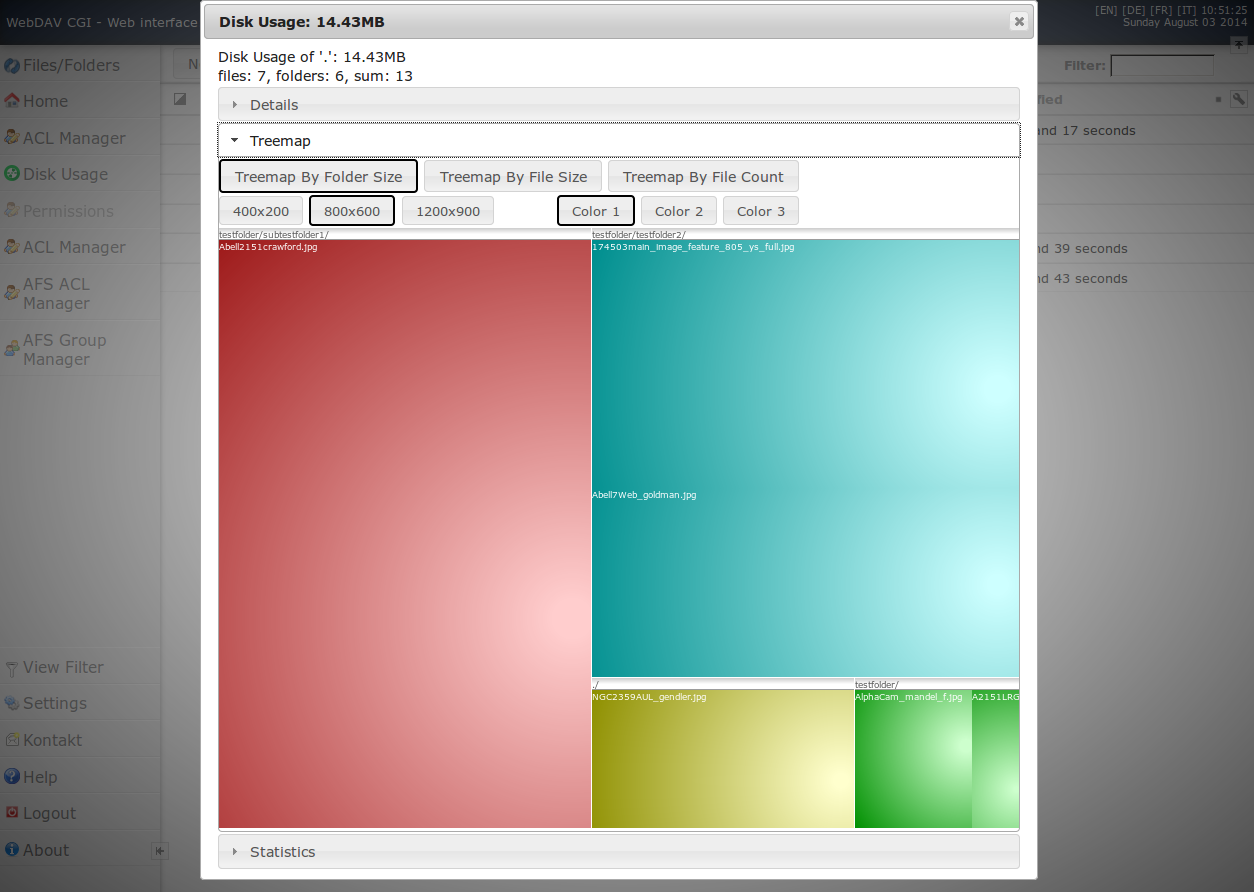 WebDAV CGI - Web interface
[EN] [DE] [FR] [IT] 10:51:25
Sunday August 03 2014
Files/Folders
Home
ACL Manager
Disk Usage
Permissions
ACL Manager
AFS ACL
Manager
AFS Group
Manager
View Filter
Settings
Kontakt
Help
Logout
About
N
Filter:
fied
and 17 seconds
nd 39 seconds
nd 43 seconds
Disk Usage: 14.43MB
Disk Usage of '.': 14.43MB
files: 7, folders: 6, sum: 13
Details
Treemap
Treemap By Folder Size Treemap By File Size Treemap By File Count
400x200 800x600 1200x900 Color 1 Color 2 Color 3
testfolder/subtestfolder1/ testfolder/testfolder2/
Abell2151crawford.jpg 174503main_image_feature_805_ys_full.jpg
Abell7Web_goldman.jpg
./ testfolder/
NGC2359AUL_gendler.jpg AlphaCam_mandel_f.jpg A2151LRG
Statistics